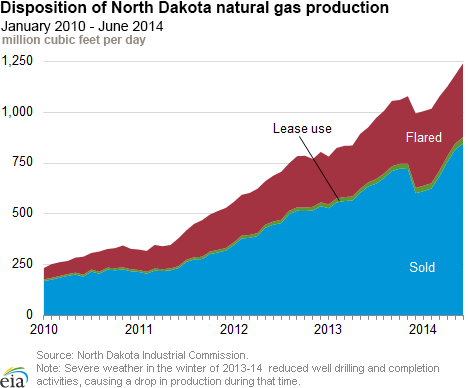 Disposition of North Dakota natural gas production
January 2010 - June 2014
million cubic feet per day
1,250
1,000
750
500
250
0
Lease use
Flared
Sold
2010 2011 2012 2013 2014
Source: North Dakota Industrial Commission.
Note: Severe weather in the winter of 2013-14 reduced well drilling and completion
activities, causing a drop in production during that time.
eia